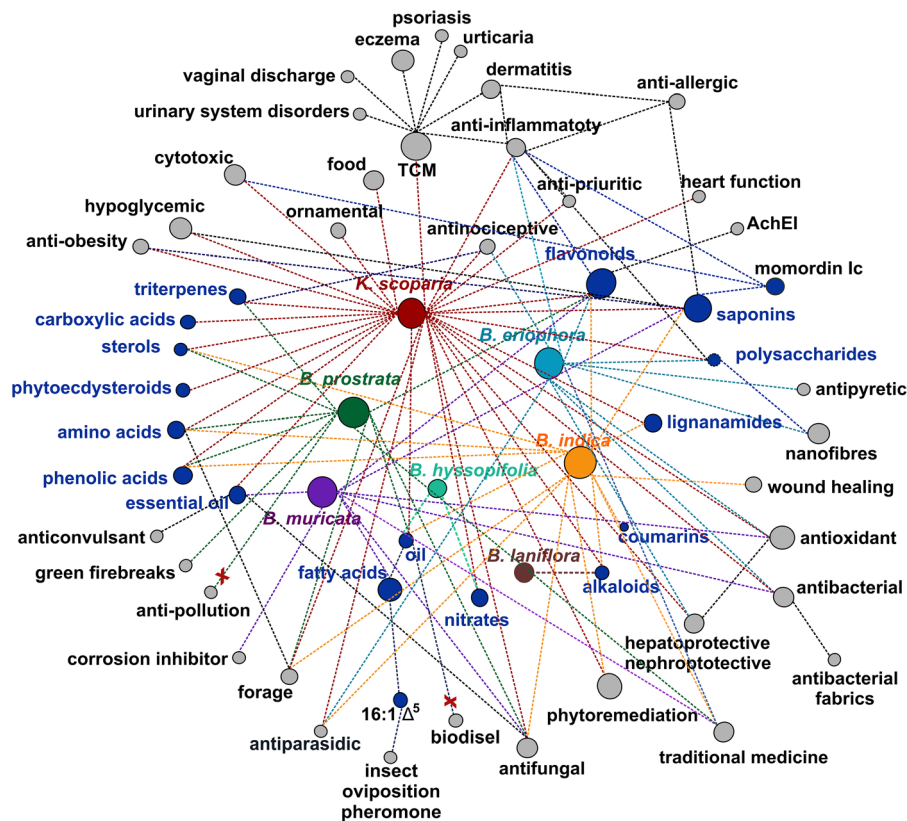 psoriasis
eczema
urticaria
vaginal discharge
dermatitis
anti-allergic
urinary system disorders
anti-inflammatoty
cytotoxic
food
TCM
anti-priuritic
heart function
hypoglycemic
ornamental
antinociceptive
AchEI
anti-obesity
flavonoids
momordin Ic
triterpenes
K. scoparia
saponins
carboxylic acids
B. eriophora
sterols
polysaccharides
phytoecdysteroids
B. prostrata
antipyretic
amino acids
lignanamides
B. indica
nanofibres
phenolic acids
B. hyssopifolia
wound healing
essential oil
B. muricata
anticonvulsant
coumarins
antioxidant
oil
B. laniflora
green firebreaks
fatty acids
alkaloids
antibacterial
anti-pollution
nitrates
hepatoprotective
nephroptotective
corrosion inhibitor
forage
antibacterial
fabrics
16:1 Δ5
phytoremediation
biodisel
antiparasidic
traditional medicine
antifungal
insect
oviposition
pheromone